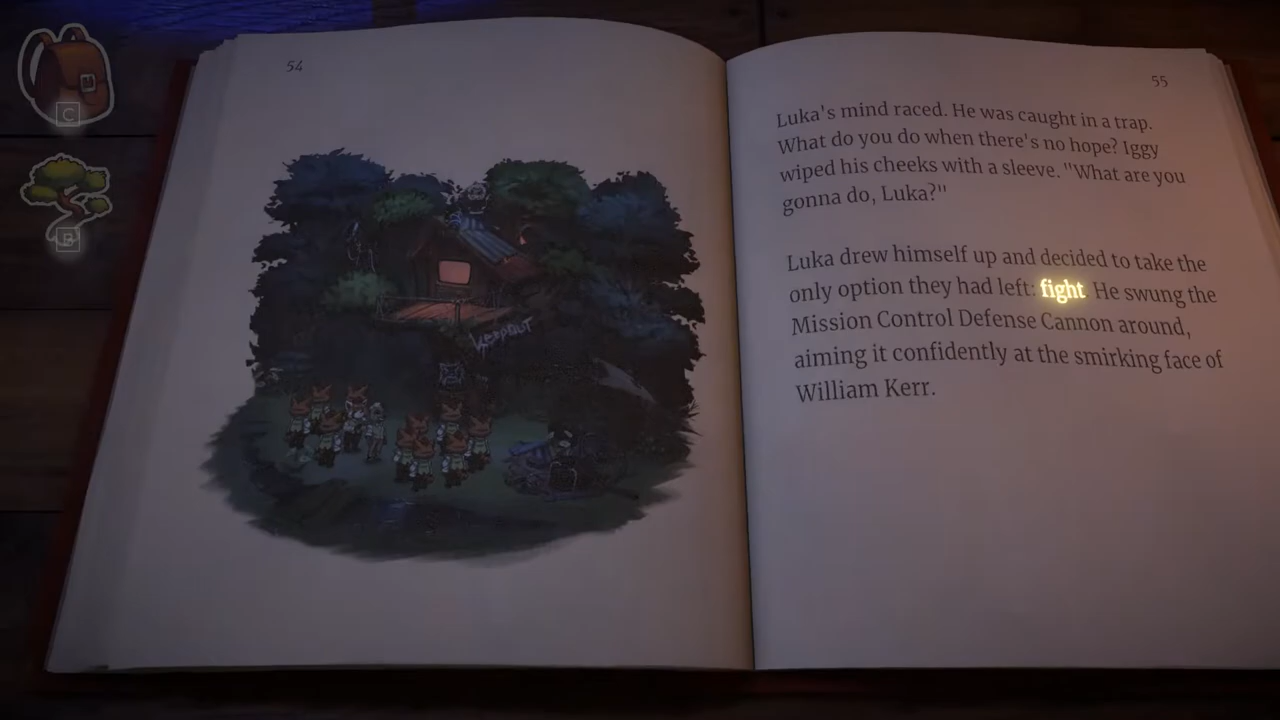 54
55
Luka's mind raced. He was caught in a trap.
What do you do when there's no hope? Iggy
wiped his cheeks with a sleeve. "What are you
gonna do, Luka?"
Luka drew himself up and decided to take the
only option they had left: fight. He swung the
Mission Control Defense Cannon around,
aiming it confidently at the smirking face of
William Kerr.
KEEP OUT
C
B